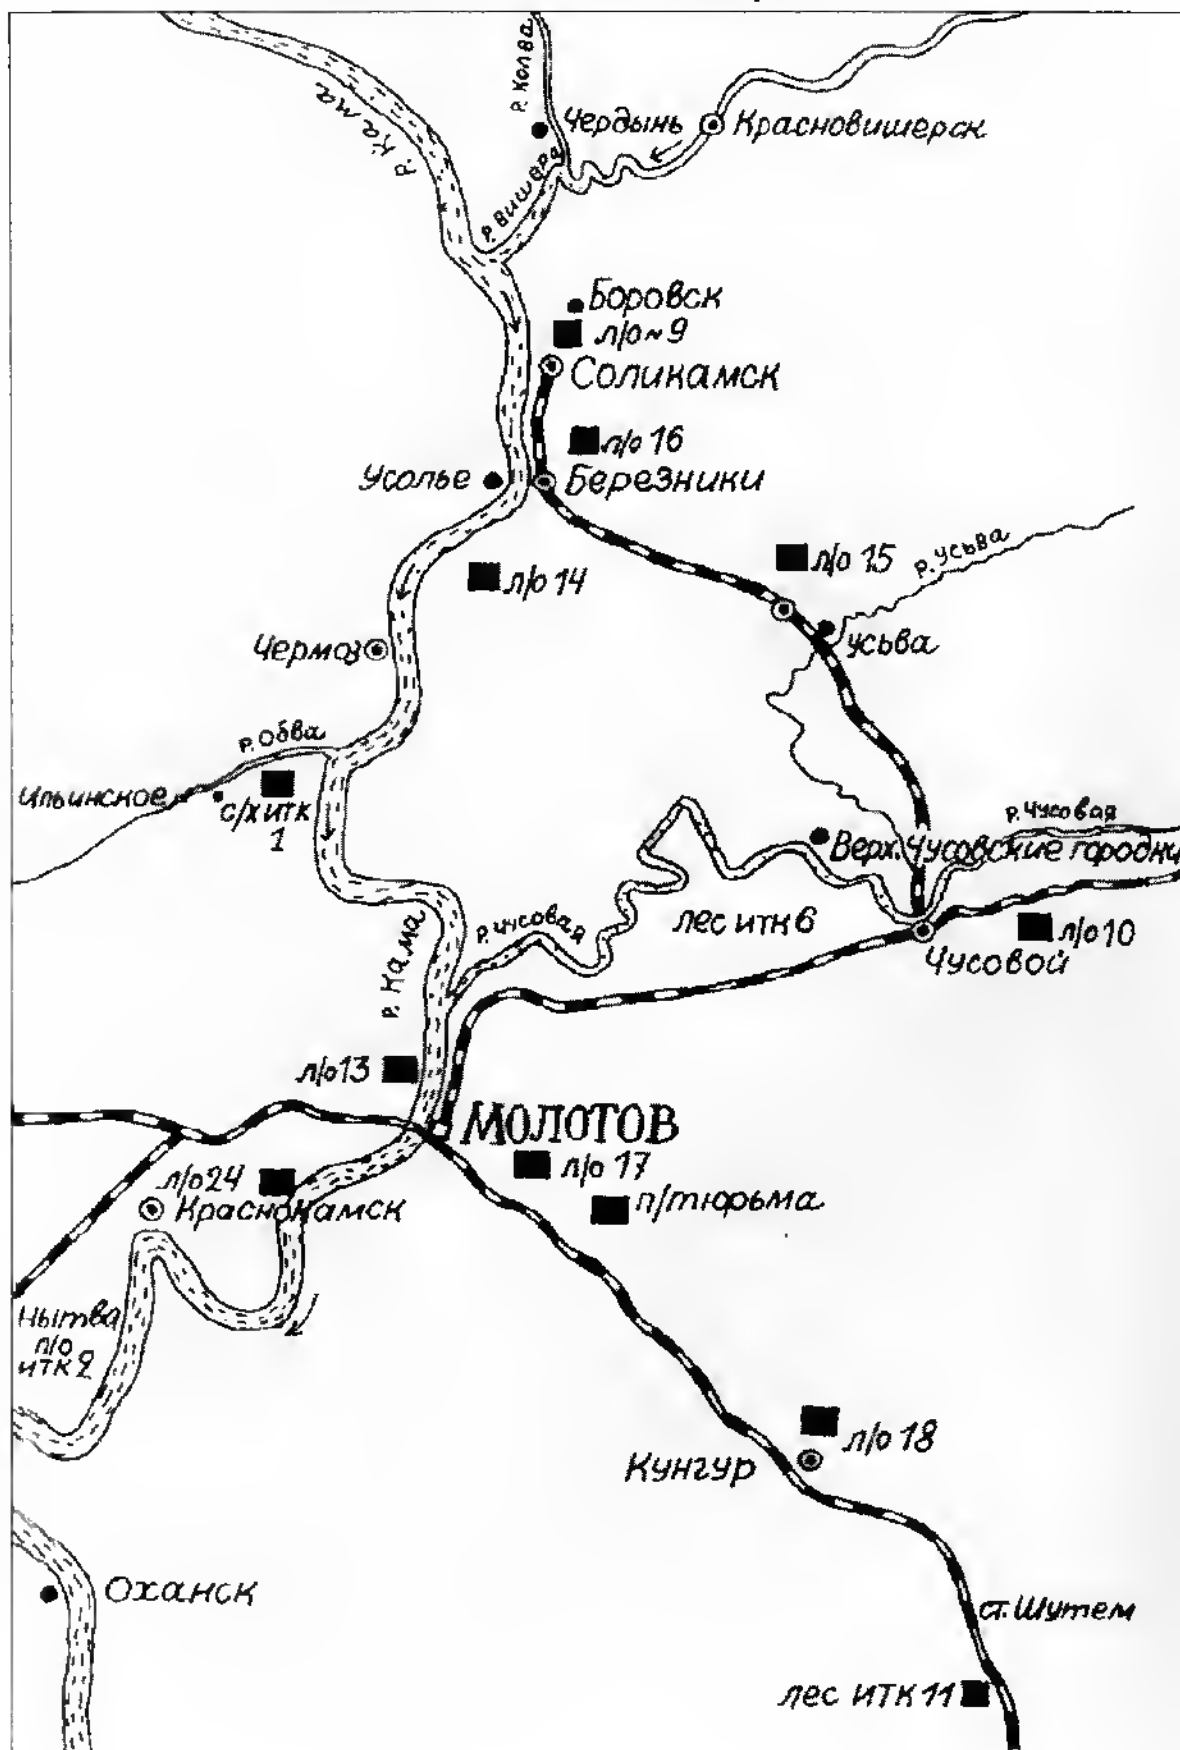 р. Кама
р. Колва
Чердынь
Красновишерск
р. Вишера
Боровск
л/о ~ 9
Соликамск
л/о 16
Усолье
Березники
л/о 15
р. Усьва
л/о 14
Усьва
Чермоз
р. Обва
Ильинское
с/х итк
1
р. Чусовая
Верх. Чусовские городки
лес итк 6
р. Чусовая
р. Кама
л/о 10
Чусовой
л/о 13
МОЛОТОВ
л/о 17
л/о 24
п/тюрьма
Краснокамск
Нытва
п/о
итк 2
л/о 18
Кунгур
Оханск
ст. Шутем
лес ИТК 11